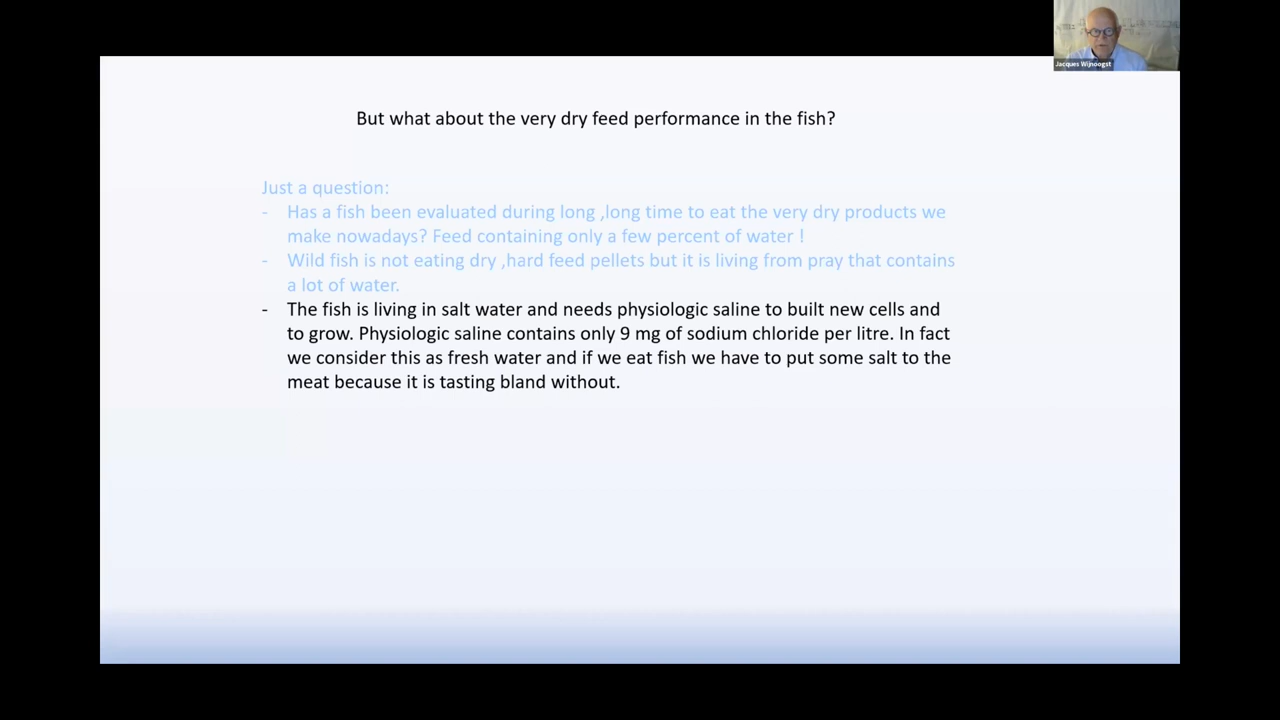 Jacques Wijnoogst
But what about the very dry feed performance in the fish?
Just a question:
- Has a fish been evaluated during long ,long time to eat the very dry products we
make nowadays? Feed containing only a few percent of water !
- Wild fish is not eating dry ,hard feed pellets but it is living from pray that contains
a lot of water.
- The fish is living in salt water and needs physiologic saline to built new cells and
to grow. Physiologic saline contains only 9 mg of sodium chloride per litre. In fact
we consider this as fresh water and if we eat fish we have to put some salt to the
meat because it is tasting bland without.